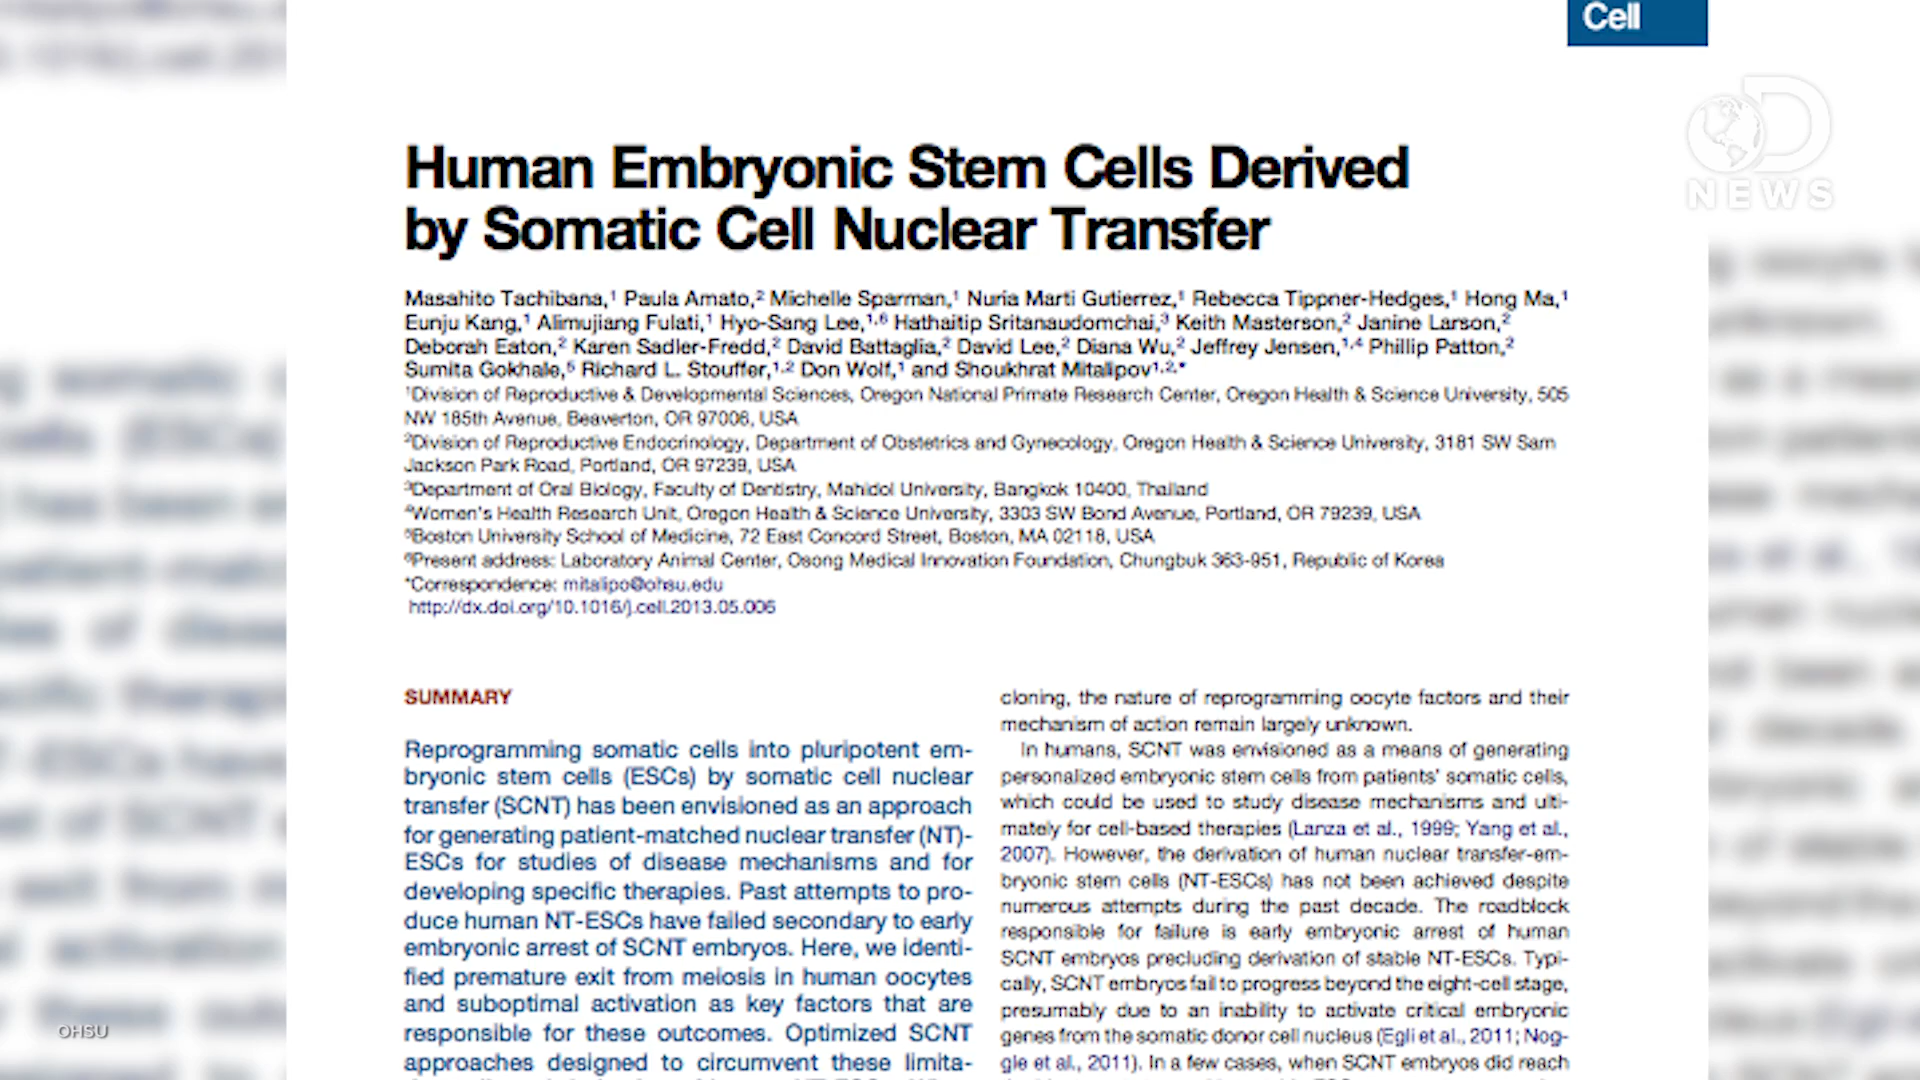 Cell
NEWS
Human Embryonic Stem Cells Derived
by Somatic Cell Nuclear Transfer
Masahito Tachibana,¹ Paula Amato,² Michelle Sparman,¹ Nuria Marti Gutierrez,¹ Rebecca Tippner-Hedges,¹ Hong Ma,¹
Eunju Kang,¹ Alimujiang Fulati,¹ Hyo-Sang Lee,¹,⁶ Hathaitip Sritanaudomchai,³ Keith Masterson,² Janine Larson,²
Deborah Eaton,² Karen Sadler-Fredd,² David Battaglia,² David Lee,² Diana Wu,² Jeffrey Jensen,¹,⁴ Phillip Patton,²
Sumita Gokhale,⁵ Richard L. Stouffer,¹,² Don Wolf,¹ and Shoukhrat Mitalipov¹,²,*
¹Division of Reproductive & Developmental Sciences, Oregon National Primate Research Center, Oregon Health & Science University, 505
NW 185th Avenue, Beaverton, OR 97006, USA
²Division of Reproductive Endocrinology, Department of Obstetrics and Gynecology, Oregon Health & Science University, 3181 SW Sam
Jackson Park Road, Portland, OR 97239, USA
³Department of Oral Biology, Faculty of Dentistry, Mahidol University, Bangkok 10400, Thailand
⁴Women's Health Research Unit, Oregon Health & Science University, 3303 SW Bond Avenue, Portland, OR 79239, USA
⁵Boston University School of Medicine, 72 East Concord Street, Boston, MA 02118, USA
⁶Present address: Laboratory Animal Center, Osong Medical Innovation Foundation, Chungbuk 363-951, Republic of Korea
*Correspondence: mitalipo@ohsu.edu
http://dx.doi.org/10.1016/j.cell.2013.05.006
SUMMARY
Reprogramming somatic cells into pluripotent em-
bryonic stem cells (ESCs) by somatic cell nuclear
transfer (SCNT) has been envisioned as an approach
for generating patient-matched nuclear transfer (NT)-
ESCs for studies of disease mechanisms and for
developing specific therapies. Past attempts to pro-
duce human NT-ESCs have failed secondary to early
embryonic arrest of SCNT embryos. Here, we identi-
fied premature exit from meiosis in human oocytes
and suboptimal activation as key factors that are
responsible for these outcomes. Optimized SCNT
approaches designed to circumvent these limita-
cloning, the nature of reprogramming oocyte factors and their
mechanism of action remain largely unknown.
In humans, SCNT was envisioned as a means of generating
personalized embryonic stem cells from patients' somatic cells,
which could be used to study disease mechanisms and ulti-
mately for cell-based therapies (Lanza et al., 1999; Yang et al.,
2007). However, the derivation of human nuclear transfer-em-
bryonic stem cells (NT-ESCs) has not been achieved despite
numerous attempts during the past decade. The roadblock
responsible for failure is early embryonic arrest of human
SCNT embryos precluding derivation of stable NT-ESCs. Typi-
cally, SCNT embryos fail to progress beyond the eight-cell stage,
presumably due to an inability to activate critical embryonic
genes from the somatic donor cell nucleus (Egli et al., 2011; Nog-
gle et al., 2011). In a few cases, when SCNT embryos did reach
OHSU